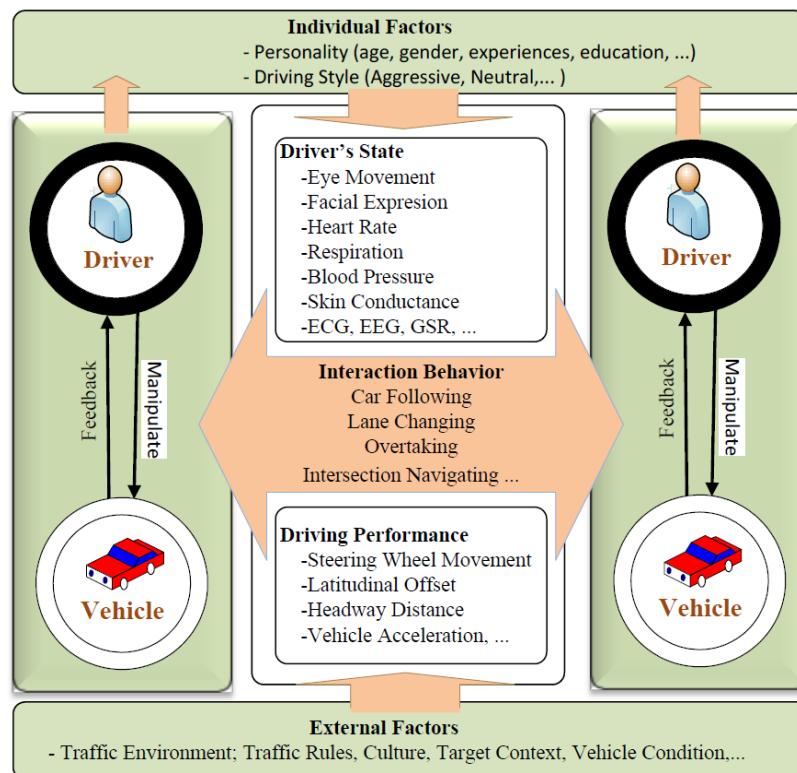 Individual Factors
- Personality (age, gender, experiences, education, ...)
- Driving Style (Aggressive, Neutral,... )
Driver
Feedback
Manipulate
Vehicle
Driver's State
-Eye Movement
-Facial Expresion
-Heart Rate
-Respiration
-Blood Pressure
-Skin Conductance
-ECG, EEG, GSR, ...
Interaction Behavior
Car Following
Lane Changing
Overtaking
Intersection Navigating ...
Driving Performance
-Steering Wheel Movement
-Latitudinal Offset
-Headway Distance
-Vehicle Acceleration, ...
Driver
Feedback
Manipulate
Vehicle
External Factors
- Traffic Environment; Traffic Rules, Culture, Target Context, Vehicle Condition,...